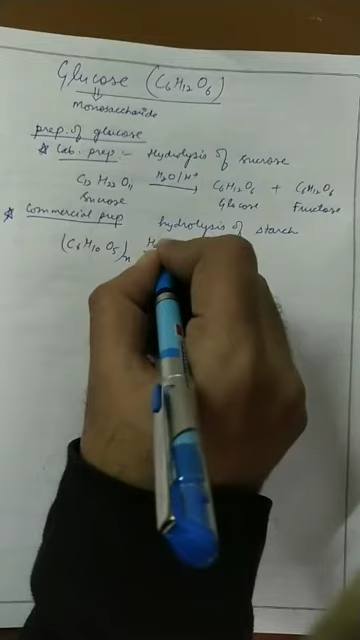 Glucose (C6H12O6)
⇓
Monosaccharide
prep. of glucose
* Lab. prep - Hydrolysis of sucrose
C12H22O11 H2O/H+ → C6H12O6 + C6H12O6
Sucrose Glucose Fructose
* Commercial prep hydrolysis of starch
(C6H10O5)n H